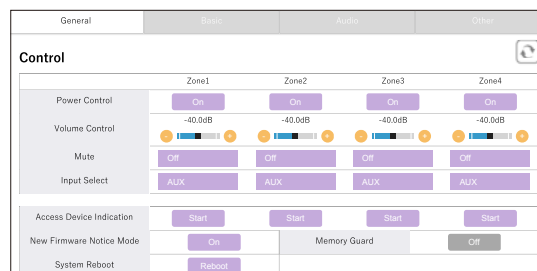 General Basic Audio Other
Control
Zone1 Zone2 Zone3 Zone4
Power Control On On On On
Volume Control -40.0dB -40.0dB -40.0dB -40.0dB
- + - + - + - +
Mute Off Off Off Off
Input Select AUX AUX AUX AUX
Access Device Indication Start Start Start Start
New Firmware Notice Mode On Memory Guard Off
System Reboot Reboot